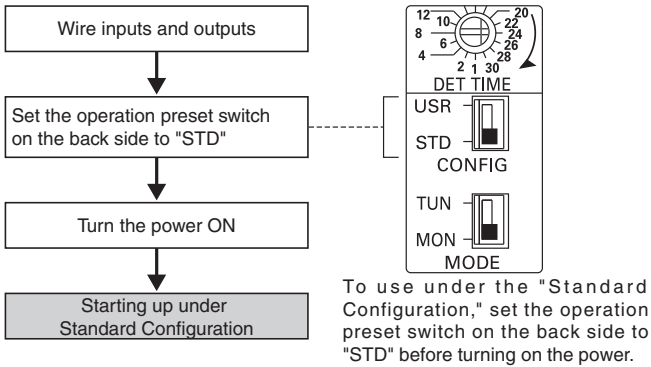 Wire inputs and outputs
Set the operation preset switch
on the back side to "STD"
Turn the power ON
Starting up under
Standard Configuration
12
10
8
6
4
2
1
30
28
26
24
22
20
DET TIME
USR
STD
CONFIG
TUN
MON
MODE
To use under the "Standard
Configuration," set the operation
preset switch on the back side to
"STD" before turning on the power.